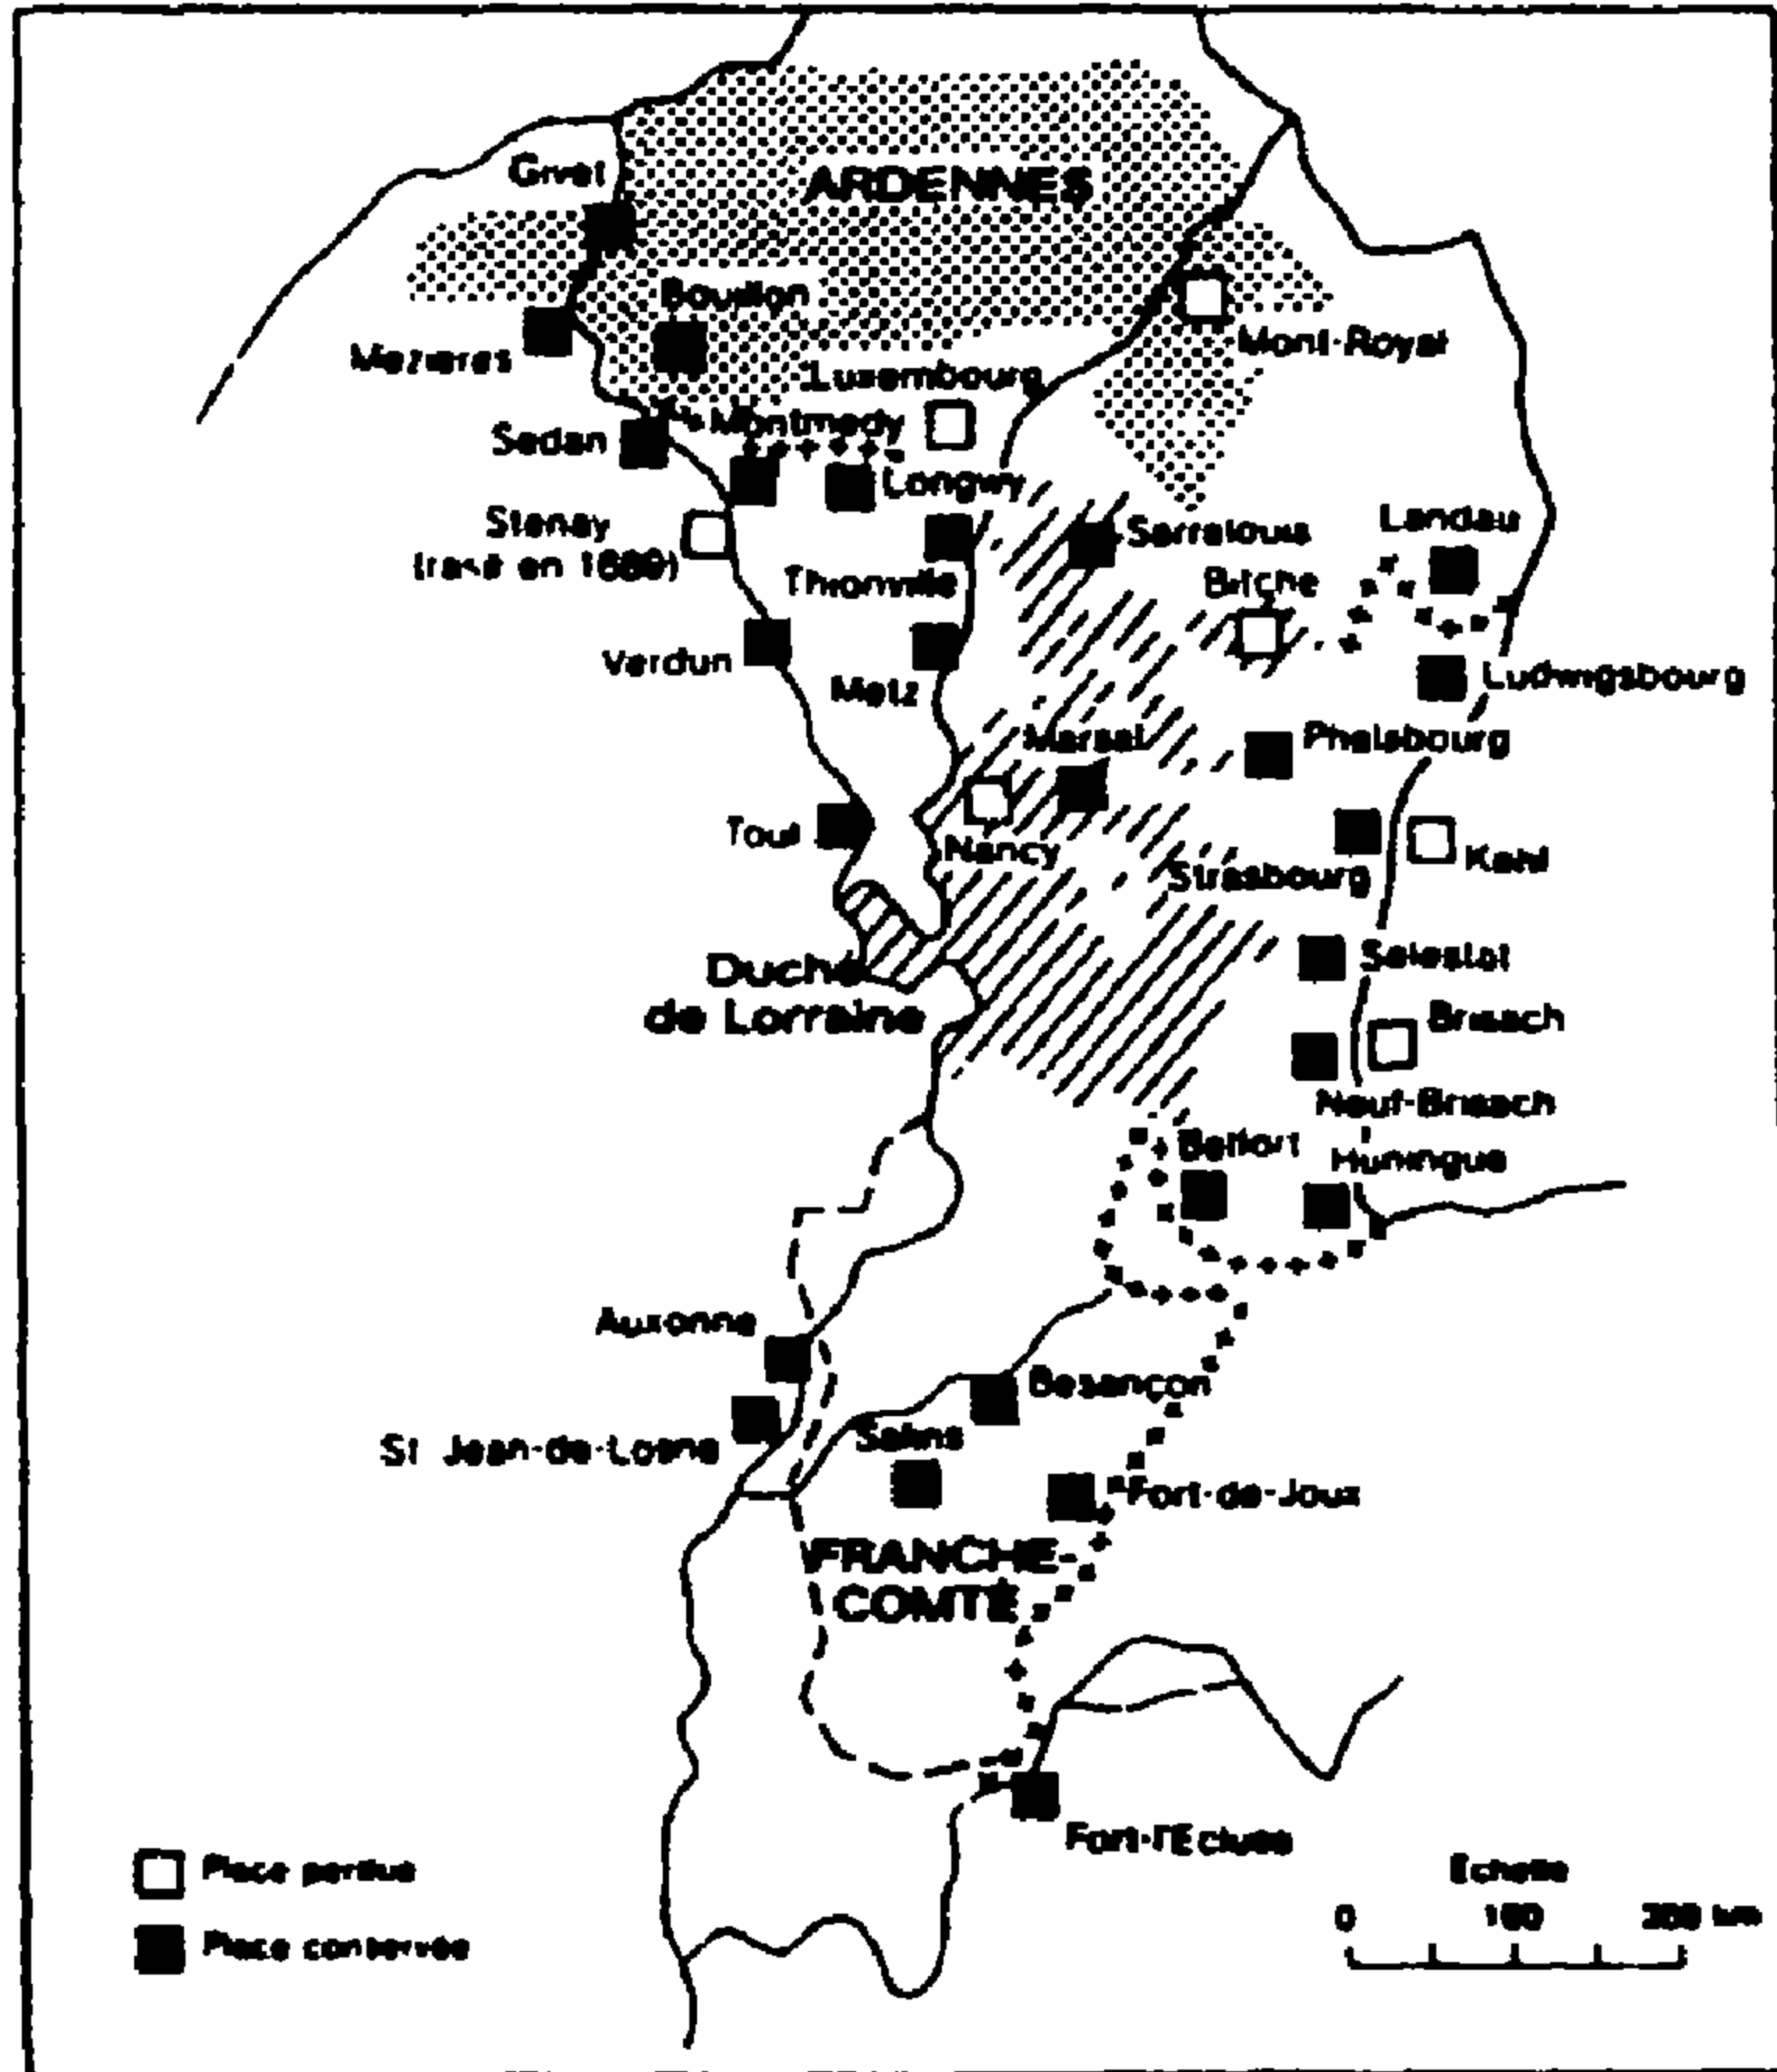 Givet
ARDENNES
Bouillon
Mezieres
Mont-Royal
Luxembourg
Montmedy
Sedan
Longwy
Stenay
(rasé en 1689)
Sarrelouis
Landau
Thionville
Bitche
Verdun
Metz
Ludwigsbourg
Marsal
Phalsbourg
Toul
Nancy
Strasbourg
Kehl
Duché
de Lorraine
Selestat
Brisach
Neuf-Brisach
Belfort
Huningue
Auxonne
Besançon
St Jean-de-Losne
Salins
Fort-de-Joux
FRANCHE-
COMTÉ
Fort-l'Ecluse
Place perdue
Place conservée
Echelle
0 100 200 km